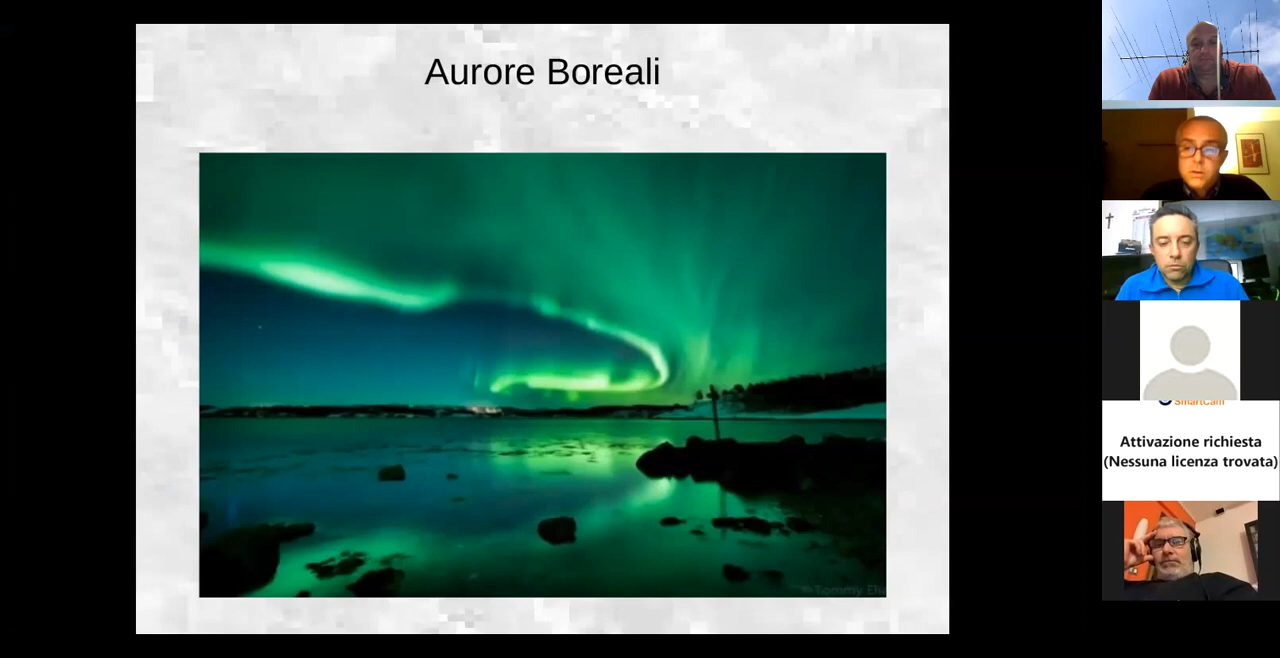 Aurore Boreali
SmartCam
Attivazione richiesta
(Nessuna licenza trovata)